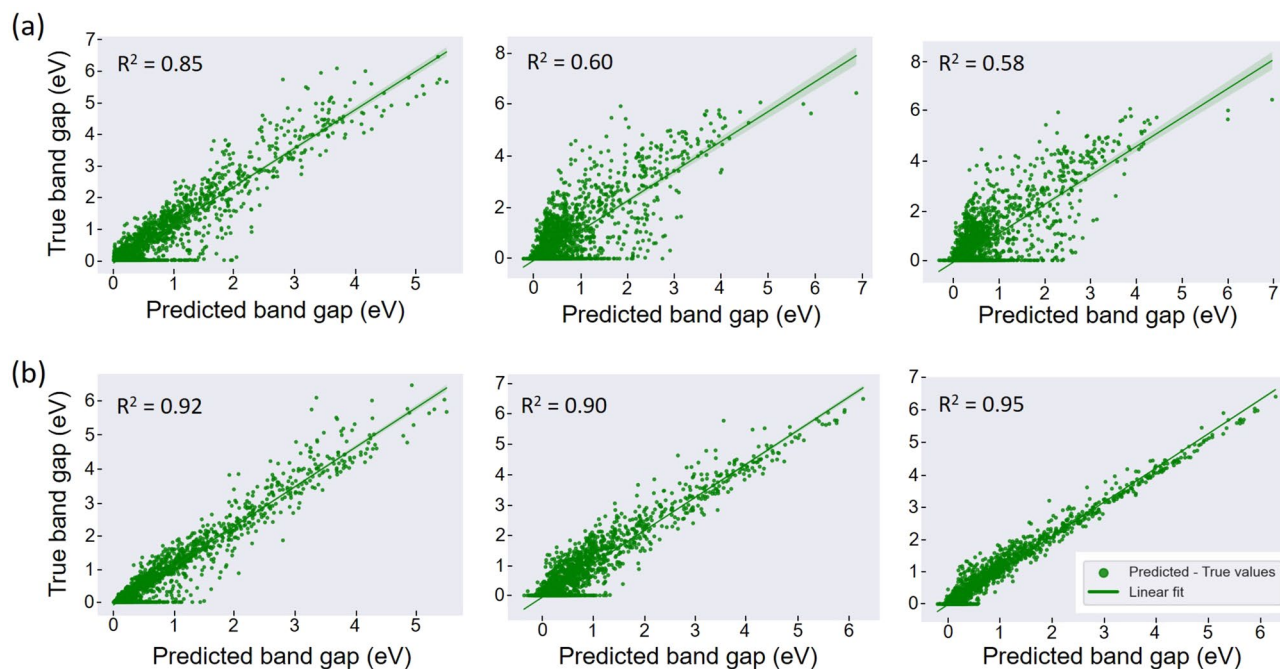 (a)
R² = 0.85
True band gap (eV)
7
6
5
4
3
2
1
0
0 1 2 3 4 5
Predicted band gap (eV)
R² = 0.60
8
6
4
2
0
0 1 2 3 4 5 6 7
Predicted band gap (eV)
R² = 0.58
8
6
4
2
0
0 1 2 3 4 5 6 7
Predicted band gap (eV)
(b)
R² = 0.92
True band gap (eV)
6
5
4
3
2
1
0
0 1 2 3 4 5
Predicted band gap (eV)
R² = 0.90
7
6
5
4
3
2
1
0
0 1 2 3 4 5 6
Predicted band gap (eV)
R² = 0.95
7
6
5
4
3
2
1
0
0 1 2 3 4 5 6
Predicted band gap (eV)
Predicted - True values
Linear fit